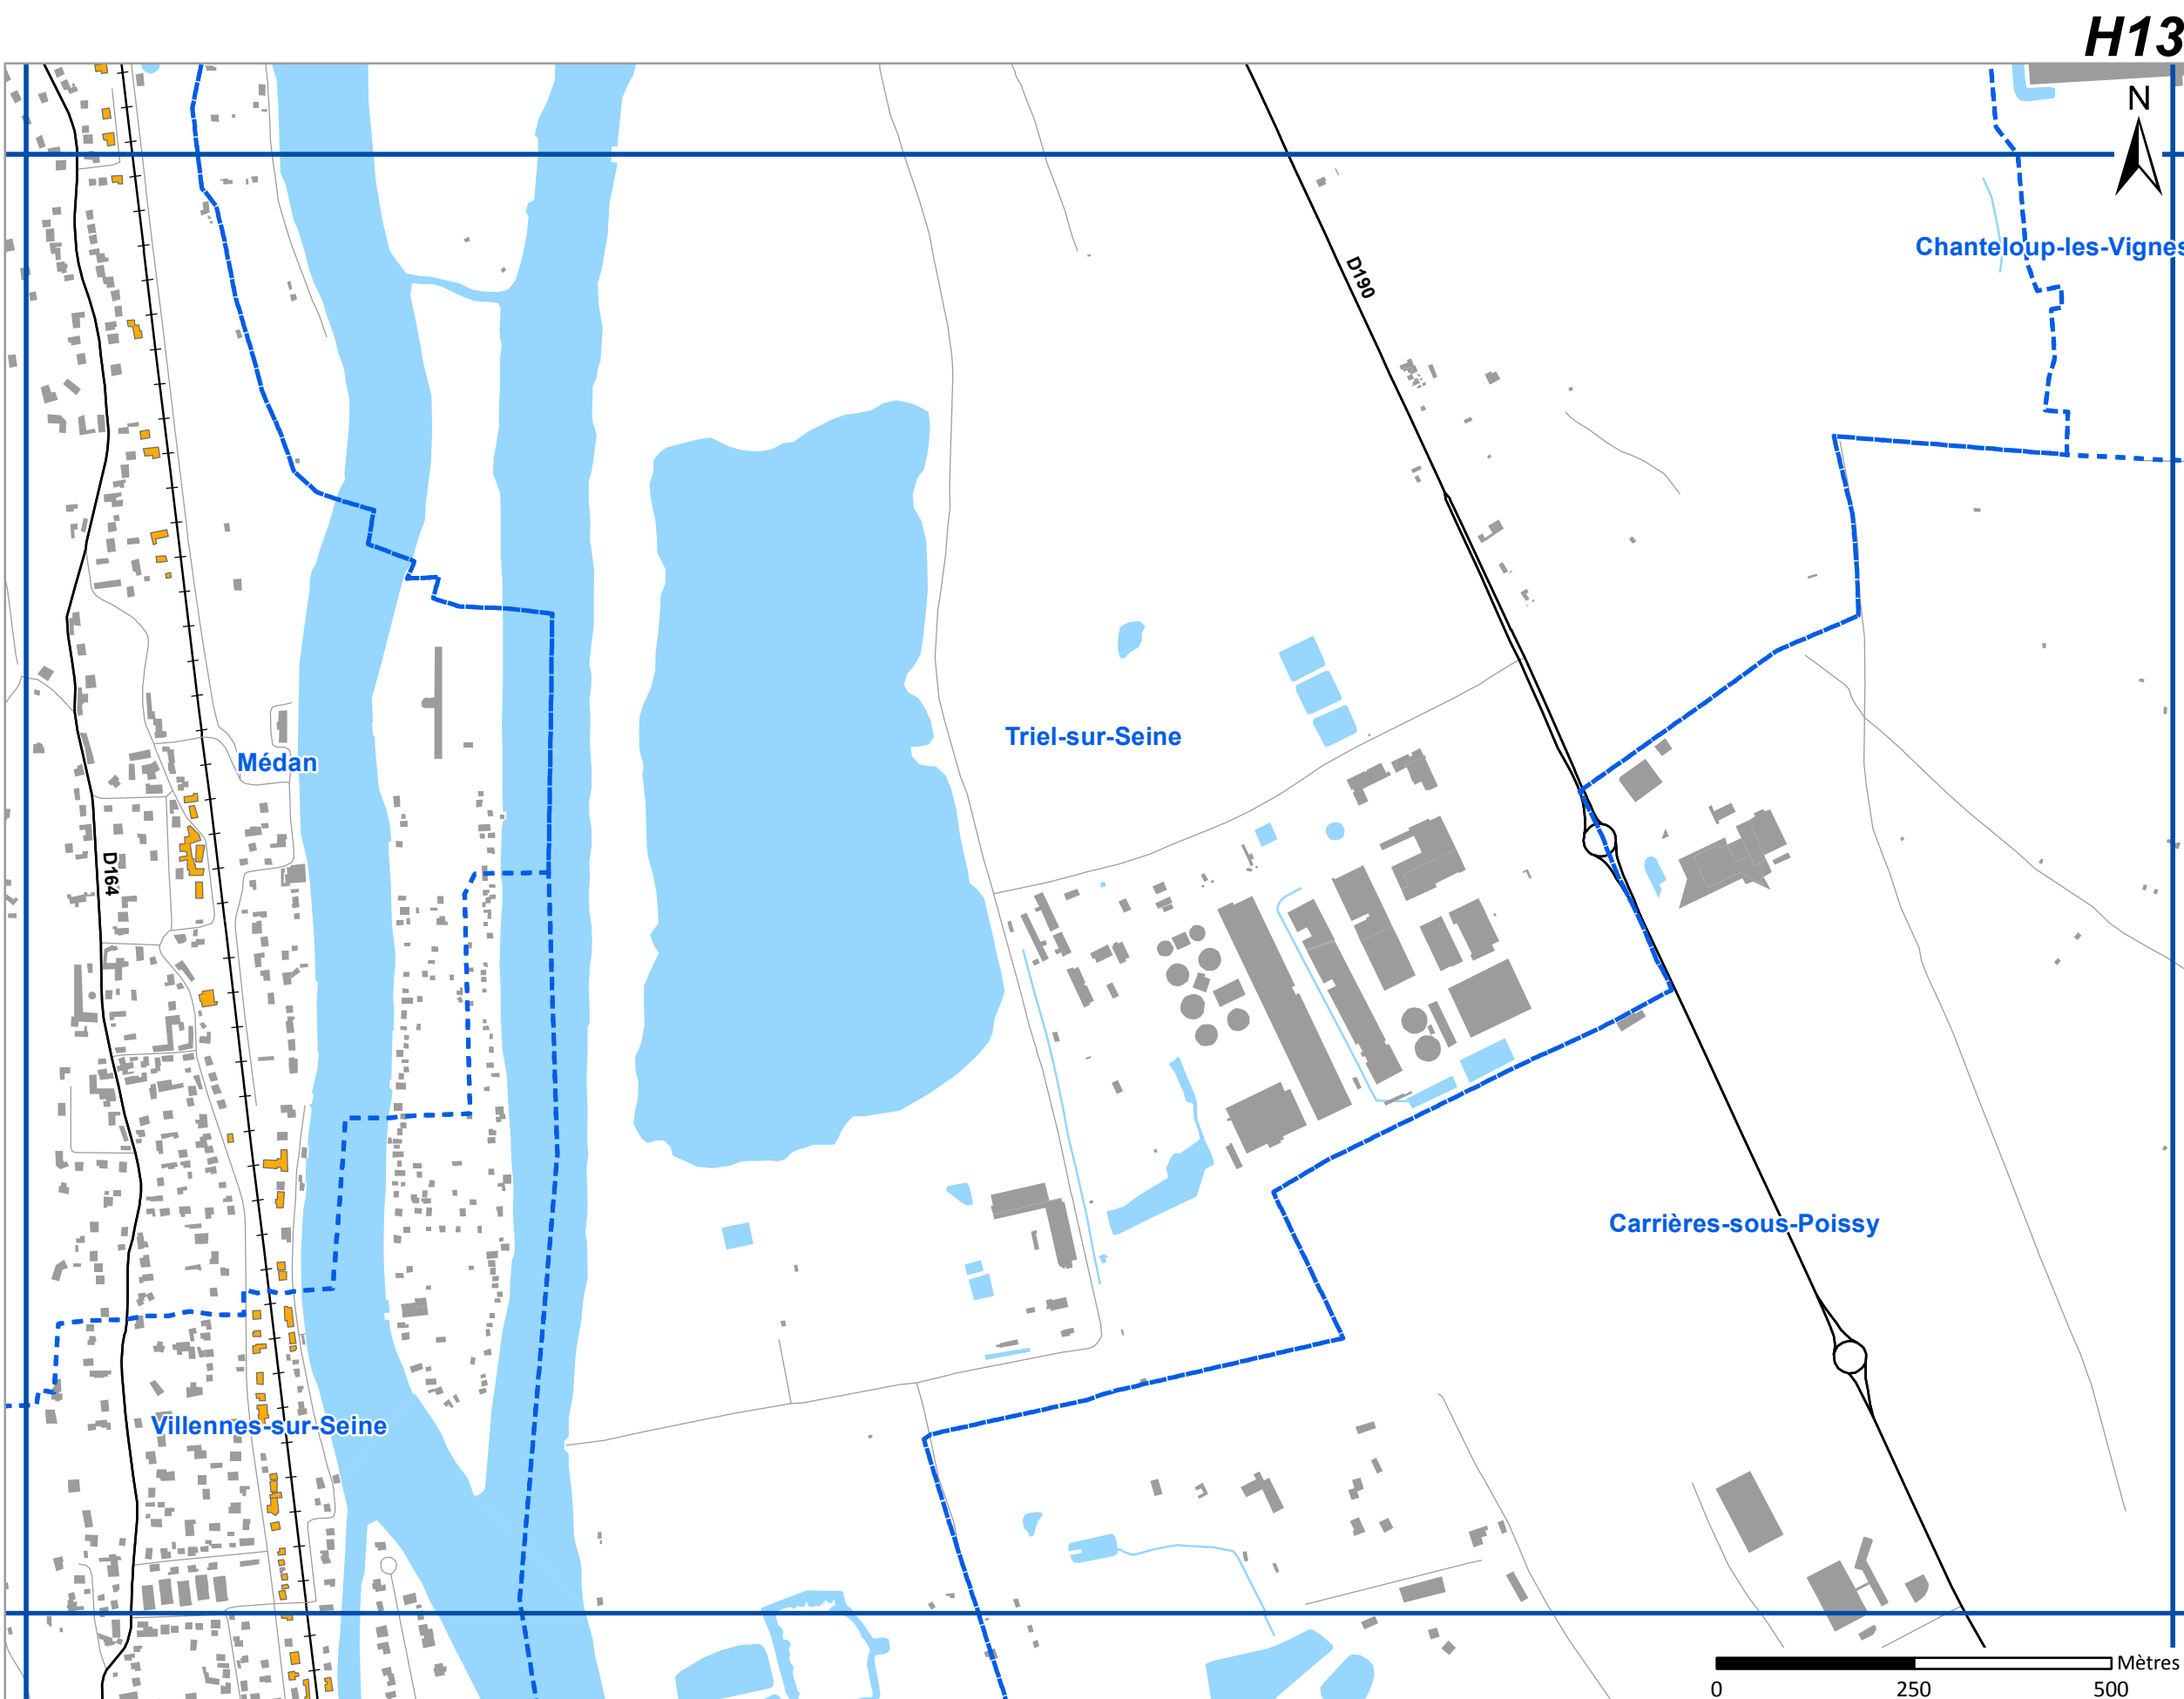 H13
N
Chanteloup-les-Vignes
D190
Triel-sur-Seine
Médan
D164
Carrières-sous-Poissy
Villennes-sur-Seine
Mètres
0 250 500